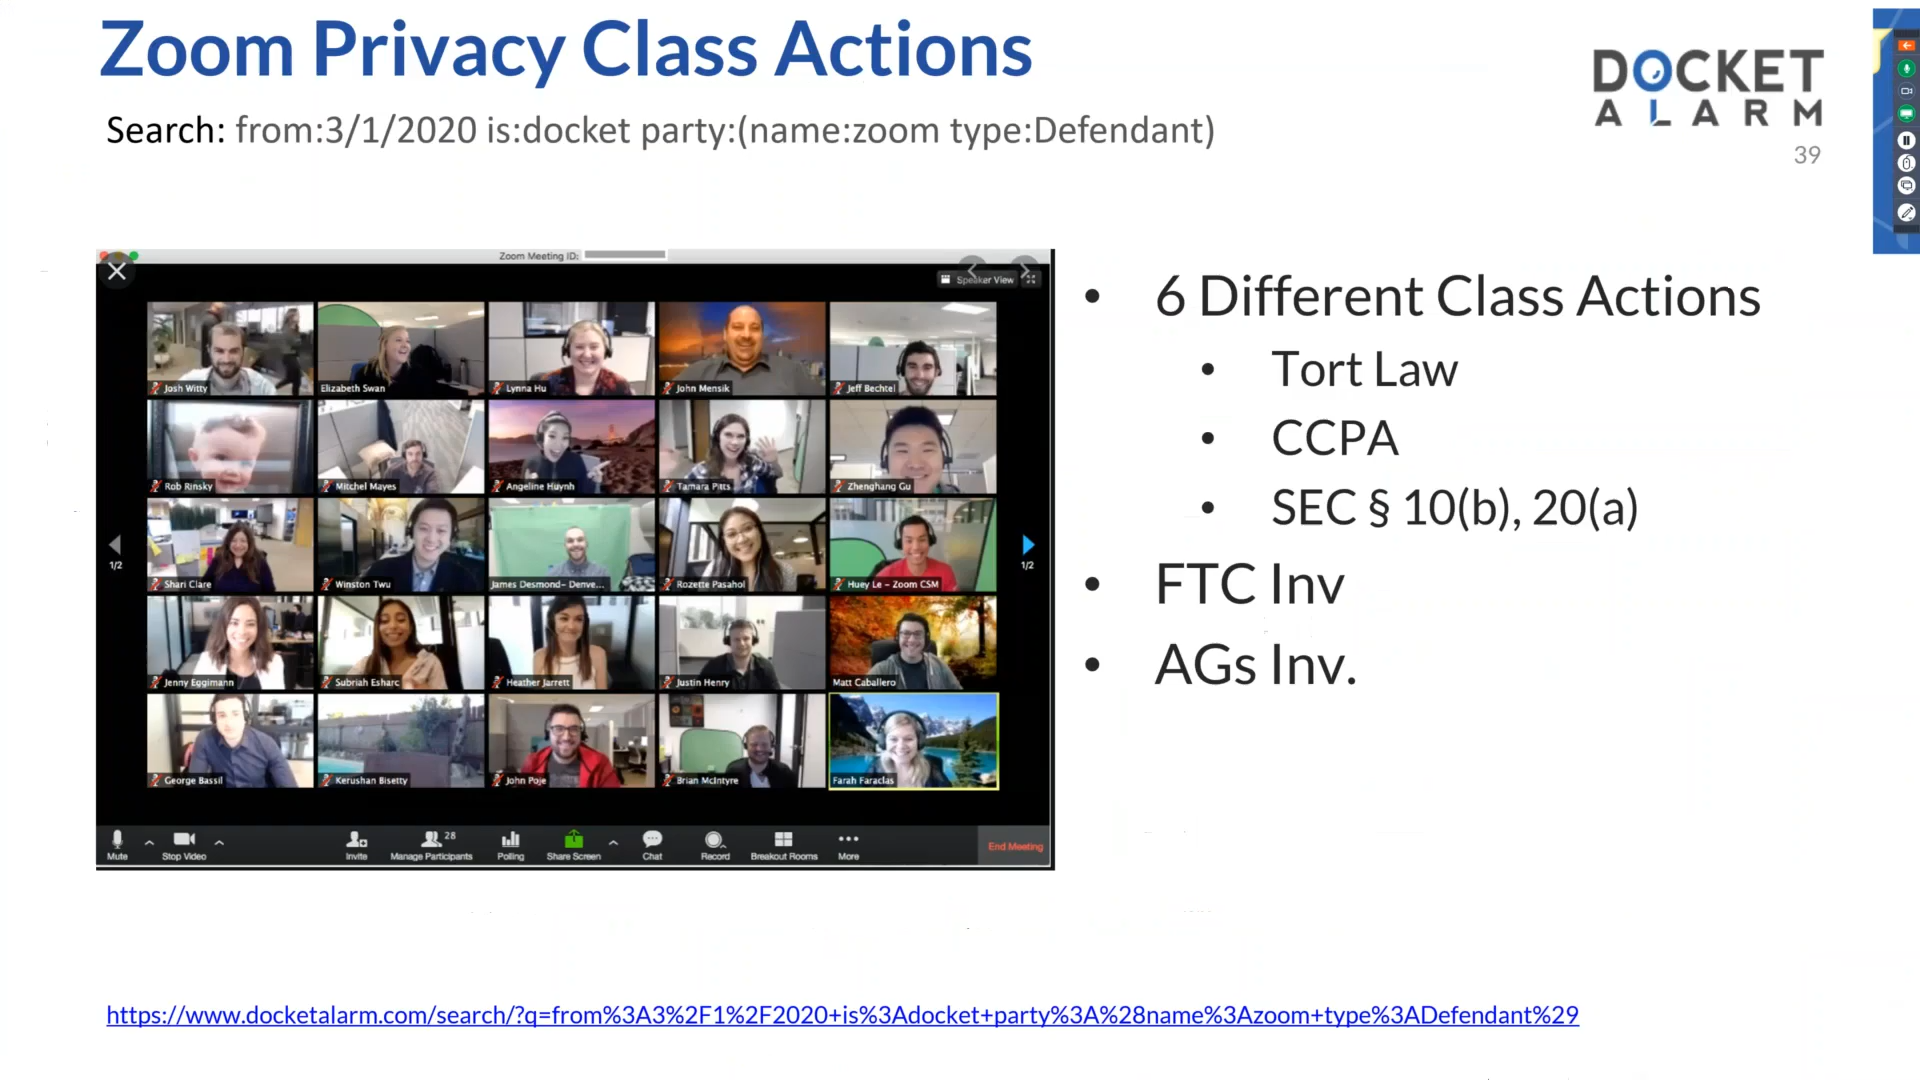 Zoom Privacy Class Actions
DOCKET
ALARM
Search: from:3/1/2020 is:docket party:(name:zoom type:Defendant)
39
Zoom Meeting ID:
Speaker View
Josh Witty
Elizabeth Swan
Lynna Hu
John Mensik
Jeff Bechtel
Rob Rinsky
Mitchel Mayes
Angeline Huynh
Tamara Pitts
Zhenghang Gu
1/2
Shari Clare
Winston Twu
James Desmond- Denve...
Rozette Pasahol
Huey Le - Zoom CSM
1/2
Jenny Eggimann
Subriah Esharc
Heather Jarrett
Justin Henry
Matt Caballero
George Bassil
Kerushan Bisetty
John Poje
Brian McIntyre
Farah Faraclas
Mute
Stop Video
Invite
28
Manage Participants
Polling
Share Screen
Chat
Record
Breakout Rooms
More
End Meeting
• 6 Different Class Actions
• Tort Law
• CCPA
• SEC § 10(b), 20(a)
• FTC Inv
• AGs Inv.
https://www.docketalarm.com/search/?q=from%3A3%2F1%2F2020+is%3Adocket+party%3A%28name%3Azoom+type%3ADefendant%29